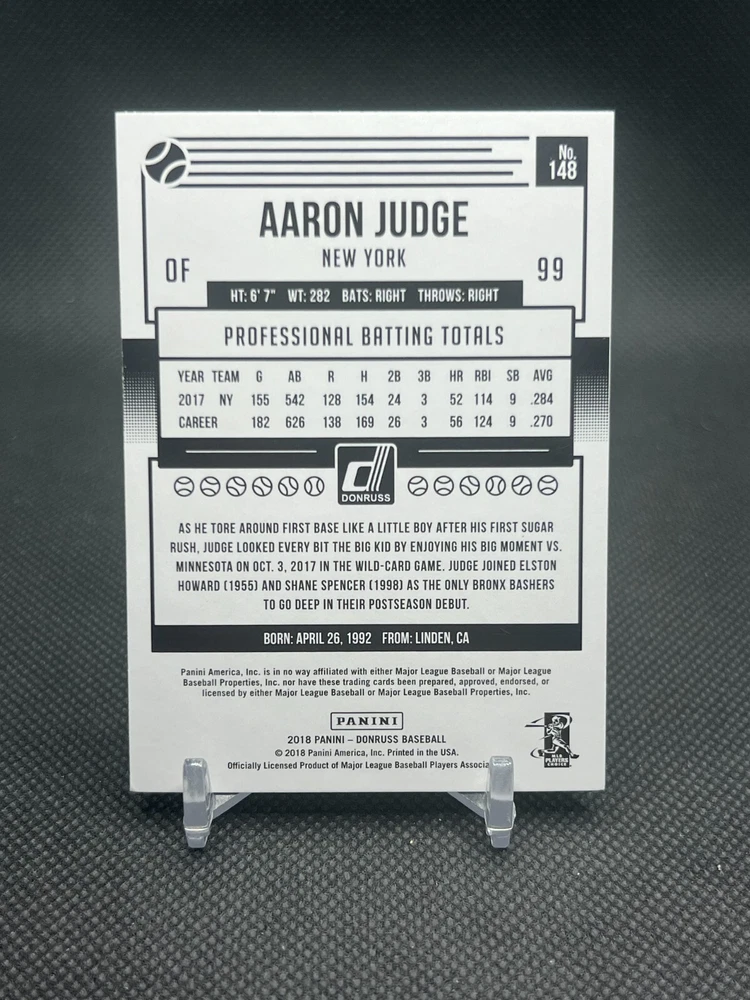 No.
148
AARON JUDGE
NEW YORK
OF
99
HT: 6' 7" WT: 282 BATS: RIGHT THROWS: RIGHT
PROFESSIONAL BATTING TOTALS
YEAR TEAM G AB R H 2B 3B HR RBI SB AVG
2017 NY 155 542 128 154 24 3 52 114 9 .284
CAREER 182 626 138 169 26 3 56 124 9 .270
d
DONRUSS
AS HE TORE AROUND FIRST BASE LIKE A LITTLE BOY AFTER HIS FIRST SUGAR
RUSH, JUDGE LOOKED EVERY BIT THE BIG KID BY ENJOYING HIS BIG MOMENT VS.
MINNESOTA ON OCT. 3, 2017 IN THE WILD-CARD GAME. JUDGE JOINED ELSTON
HOWARD (1955) AND SHANE SPENCER (1998) AS THE ONLY BRONX BASHERS
TO GO DEEP IN THEIR POSTSEASON DEBUT.
BORN: APRIL 26, 1992 FROM: LINDEN, CA
Panini America, Inc. is in no way affiliated with either Major League Baseball or Major League
Baseball Properties, Inc. nor have these trading cards been prepared, approved, endorsed, or
licensed by either Major League Baseball or Major League Baseball Properties, Inc.
PANINI
2018 PANINI – DONRUSS BASEBALL
© 2018 Panini America, Inc. Printed in the USA.
Officially Licensed Product of Major League Baseball Players Associa
MLB
PLAYERS
CHOICE